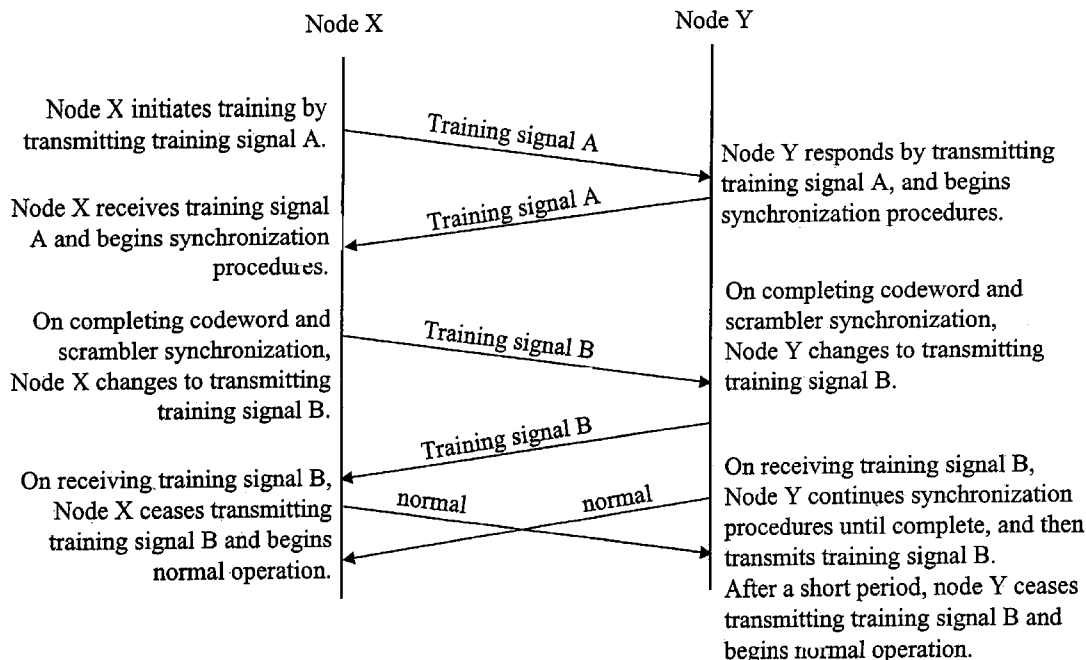 Node X
Node Y
Node X initiates training by
transmitting training signal A.
Training signal A
Node Y responds by transmitting
training signal A, and begins
synchronization procedures.
Node X receives training signal
A and begins synchronization
procedures.
Training signal A
On completing codeword and
scrambler synchronization,
Node X changes to transmitting
training signal B.
Training signal B
On completing codeword and
scrambler synchronization,
Node Y changes to transmitting
training signal B.
Training signal B
On receiving training signal B,
Node X ceases transmitting
training signal B and begins
normal operation.
normal
normal
On receiving training signal B,
Node Y continues synchronization
procedures until complete, and then
transmits training signal B.
After a short period, node Y ceases
transmitting training signal B and
begins normal operation.